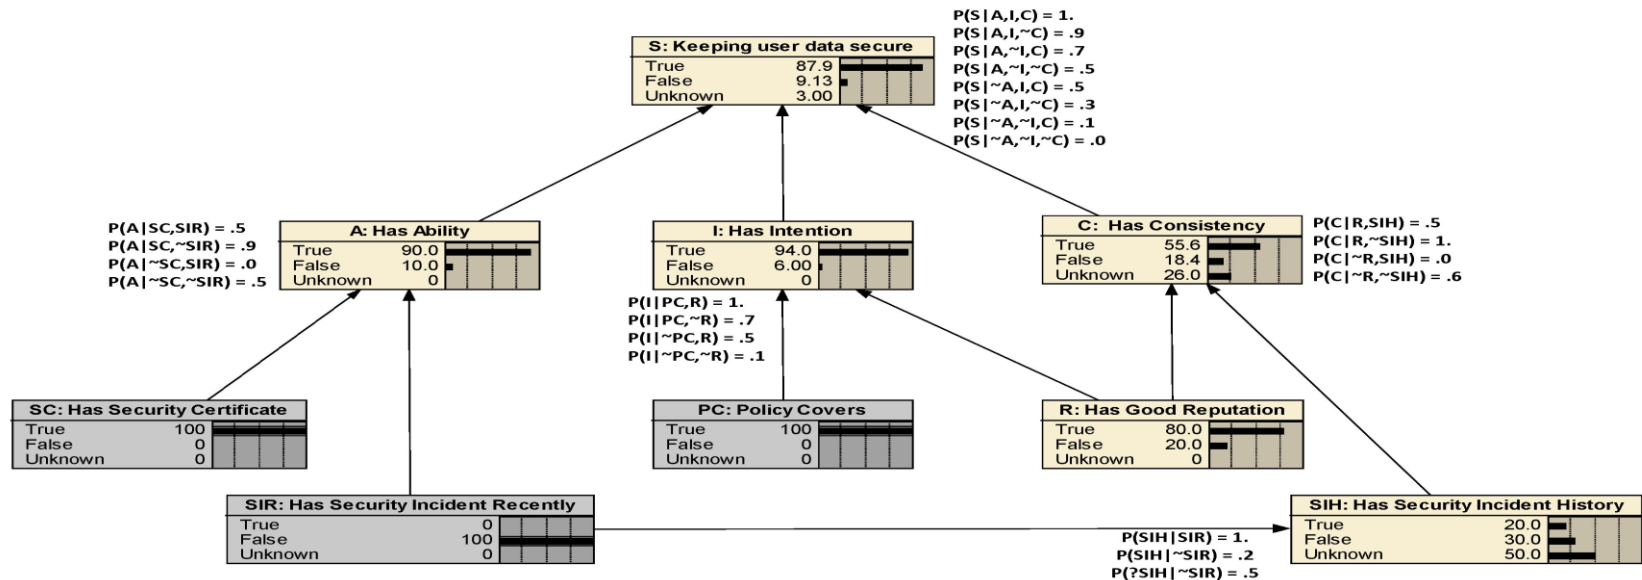 S: Keeping user data secure
True 87.9
False 9.13
Unknown 3.00
P(S|A,I,C) = 1.
P(S|A,I,~C) = .9
P(S|A,~I,C) = .7
P(S|A,~I,~C) = .5
P(S|~A,I,C) = .5
P(S|~A,I,~C) = .3
P(S|~A,~I,C) = .1
P(S|~A,~I,~C) = .0
P(A|SC,SIR) = .5
P(A|SC,~SIR) = .9
P(A|~SC,SIR) = .0
P(A|~SC,~SIR) = .5
A: Has Ability
True 90.0
False 10.0
Unknown 0
I: Has Intention
True 94.0
False 6.00
Unknown 0
P(I|PC,R) = 1.
P(I|PC,~R) = .7
P(I|~PC,R) = .5
P(I|~PC,~R) = .1
C: Has Consistency
True 55.6
False 18.4
Unknown 26.0
P(C|R,SIH) = .5
P(C|R,~SIH) = 1.
P(C|~R,SIH) = .0
P(C|~R,~SIH) = .6
SC: Has Security Certificate
True 100
False 0
Unknown 0
PC: Policy Covers
True 100
False 0
Unknown 0
R: Has Good Reputation
True 80.0
False 20.0
Unknown 0
SIR: Has Security Incident Recently
True 0
False 100
Unknown 0
P(SIH|SIR) = 1.
P(SIH|~SIR) = .2
P(?SIH|~SIR) = .5
SIH: Has Security Incident History
True 20.0
False 30.0
Unknown 50.0